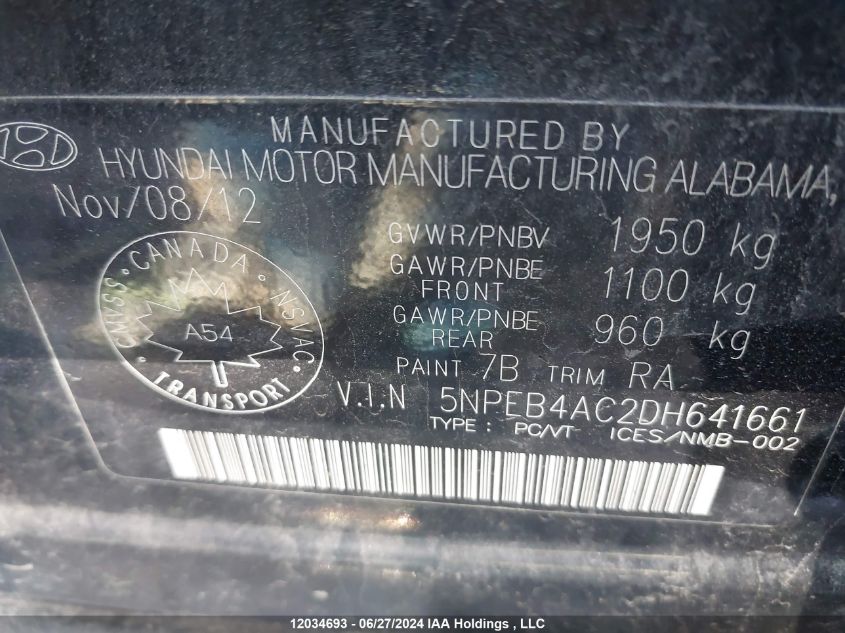 MANUFACTURED BY
HYUNDAI MOTOR MANUFACTURING ALABAMA,
Nov/08/12
GVWR/PNBV 1950 kg
GAWR/PNBE FRONT 1100 kg
GAWR/PNBE REAR 960 kg
PAINT 7B TRIM RA
V.I.N 5NPEB4AC2DH641661
TYPE : PC/VT ICES/NMB-002
CMVSS · CANADA · NSVAC · TRANSPORT ·
A54
12034693 - 06/27/2024 IAA Holdings , LLC